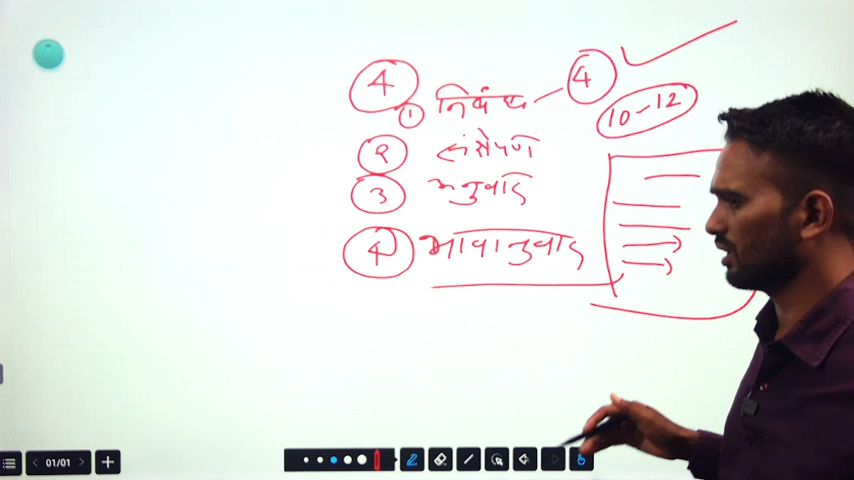 4
① निबंध — 4
10-12
② संक्षेपण
③ अनुवाद
4 भावानुवाद
01/01